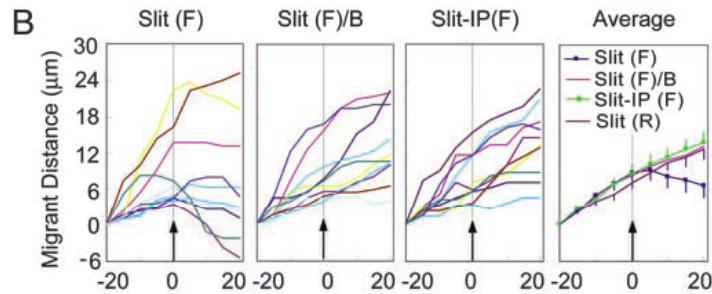 B
Slit (F)
Slit (F)/B
Slit-IP(F)
Average
Migrant Distance (μm)
30
24
18
12
6
0
-6
Slit (F)
Slit (F)/B
Slit-IP (F)
Slit (R)
-20 0 20
-20 0 20
-20 0 20
-20 0 20